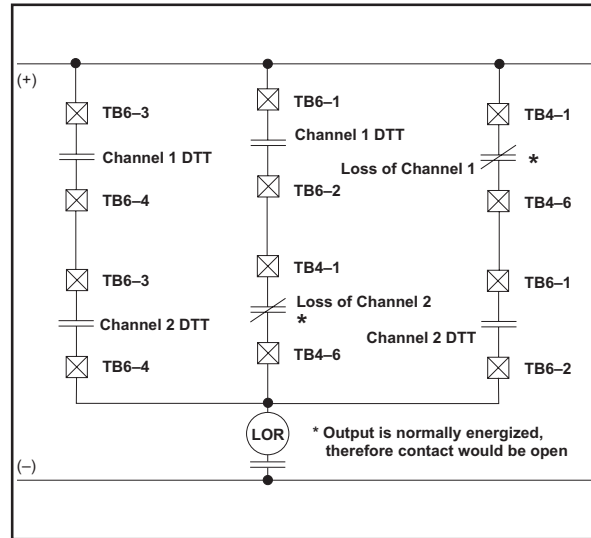 (+)
TB6–3
Channel 1 DTT
TB6–4
TB6–3
Channel 2 DTT
TB6–4
TB6–1
Channel 1 DTT
TB6–2
TB4–1
Loss of Channel 2
*
TB4–6
TB4–1
Loss of Channel 1
*
TB4–6
TB6–1
Channel 2 DTT
TB6–2
LOR
* Output is normally energized,
therefore contact would be open
(–)